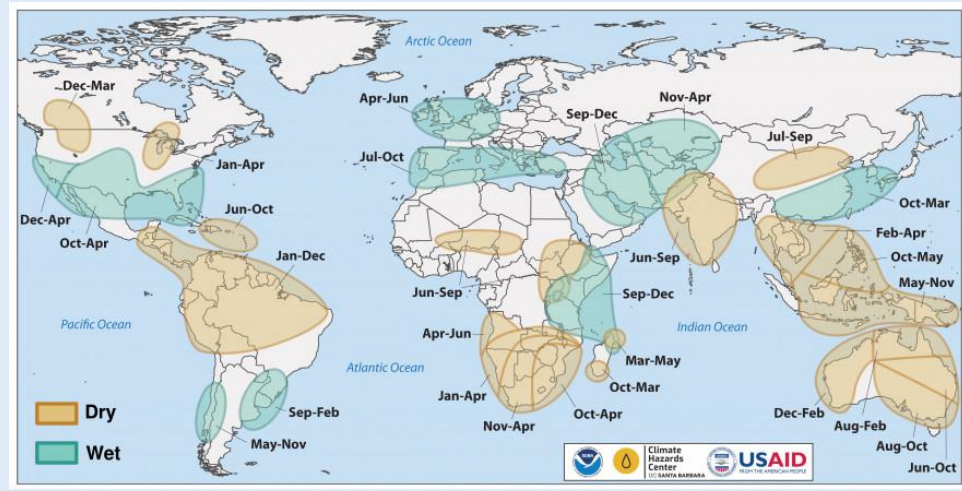 Arctic Ocean
Dec-Mar
Apr-Jun
Nov-Apr
Sep-Dec
Jul-Sep
Jan-Apr
Jul-Oct
Dec-Apr
Oct-Apr
Jun-Oct
Oct-Mar
Feb-Apr
Jan-Dec
Jun-Sep
Oct-May
Jun-Sep
May-Nov
Sep-Dec
Pacific Ocean
Indian Ocean
Apr-Jun
Mar-May
Atlantic Ocean
Oct-Mar
Jan-Apr
Dry
Sep-Feb
Nov-Apr
Oct-Apr
Dec-Feb
Aug-Feb
Wet
May-Nov
Aug-Oct
Jun-Oct
NOAA
Climate
Hazards
Center
UC SANTA BARBARA
USAID
FROM THE AMERICAN PEOPLE